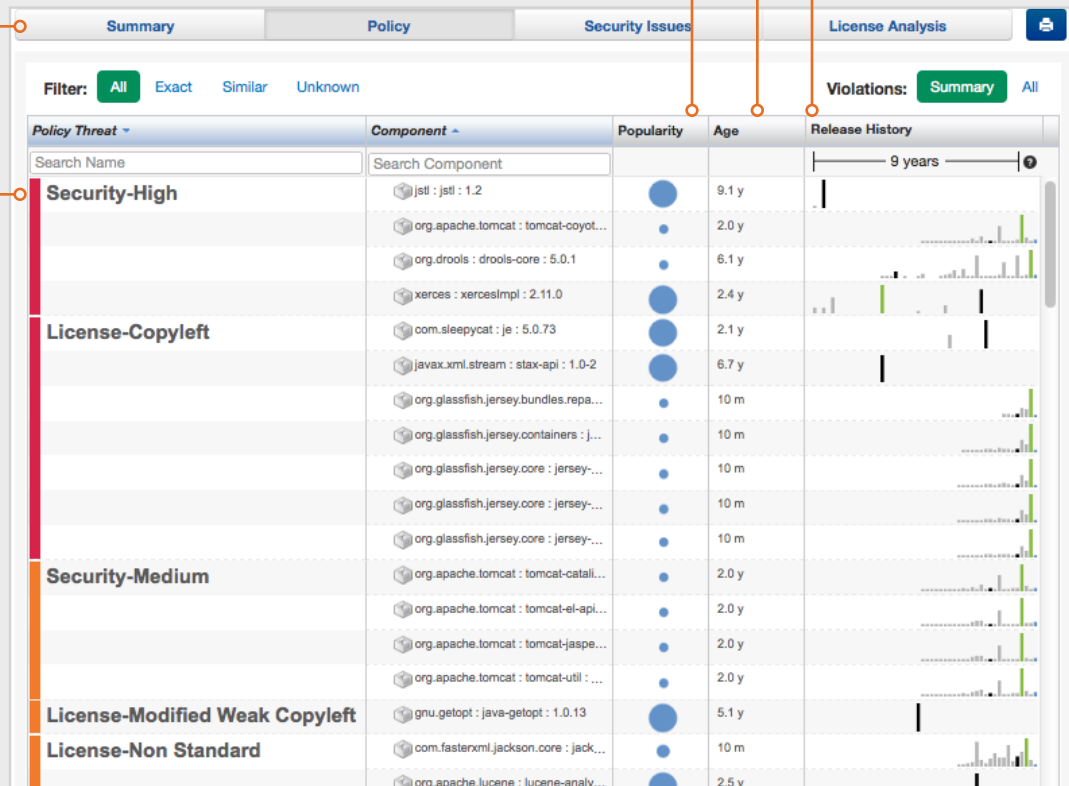 Summary Policy Security Issues License Analysis
Filter: All Exact Similar Unknown Violations: Summary All
Policy Threat Component Popularity Age Release History
Search Name Search Component 9 years ?
Security-High jstl : jstl : 1.2 9.1 y
org.apache.tomcat : tomcat-coyot... 2.0 y
org.drools : drools-core : 5.0.1 6.1 y
xerces : xercesImpl : 2.11.0 2.4 y
License-Copyleft com.sleepycat : je : 5.0.73 2.1 y
javax.xml.stream : stax-api : 1.0-2 6.7 y
org.glassfish.jersey.bundles.repa... 10 m
org.glassfish.jersey.containers : j... 10 m
org.glassfish.jersey.core : jersey-... 10 m
org.glassfish.jersey.core : jersey-... 10 m
org.glassfish.jersey.core : jersey-... 10 m
Security-Medium org.apache.tomcat : tomcat-catali... 2.0 y
org.apache.tomcat : tomcat-el-api... 2.0 y
org.apache.tomcat : tomcat-jaspe... 2.0 y
org.apache.tomcat : tomcat-util : ... 2.0 y
License-Modified Weak Copyleft gnu.getopt : java-getopt : 1.0.13 5.1 y
License-Non Standard com.fasterxml.jackson.core : jack... 10 m
org.apache.lucene : lucene-analy... 2.5 y